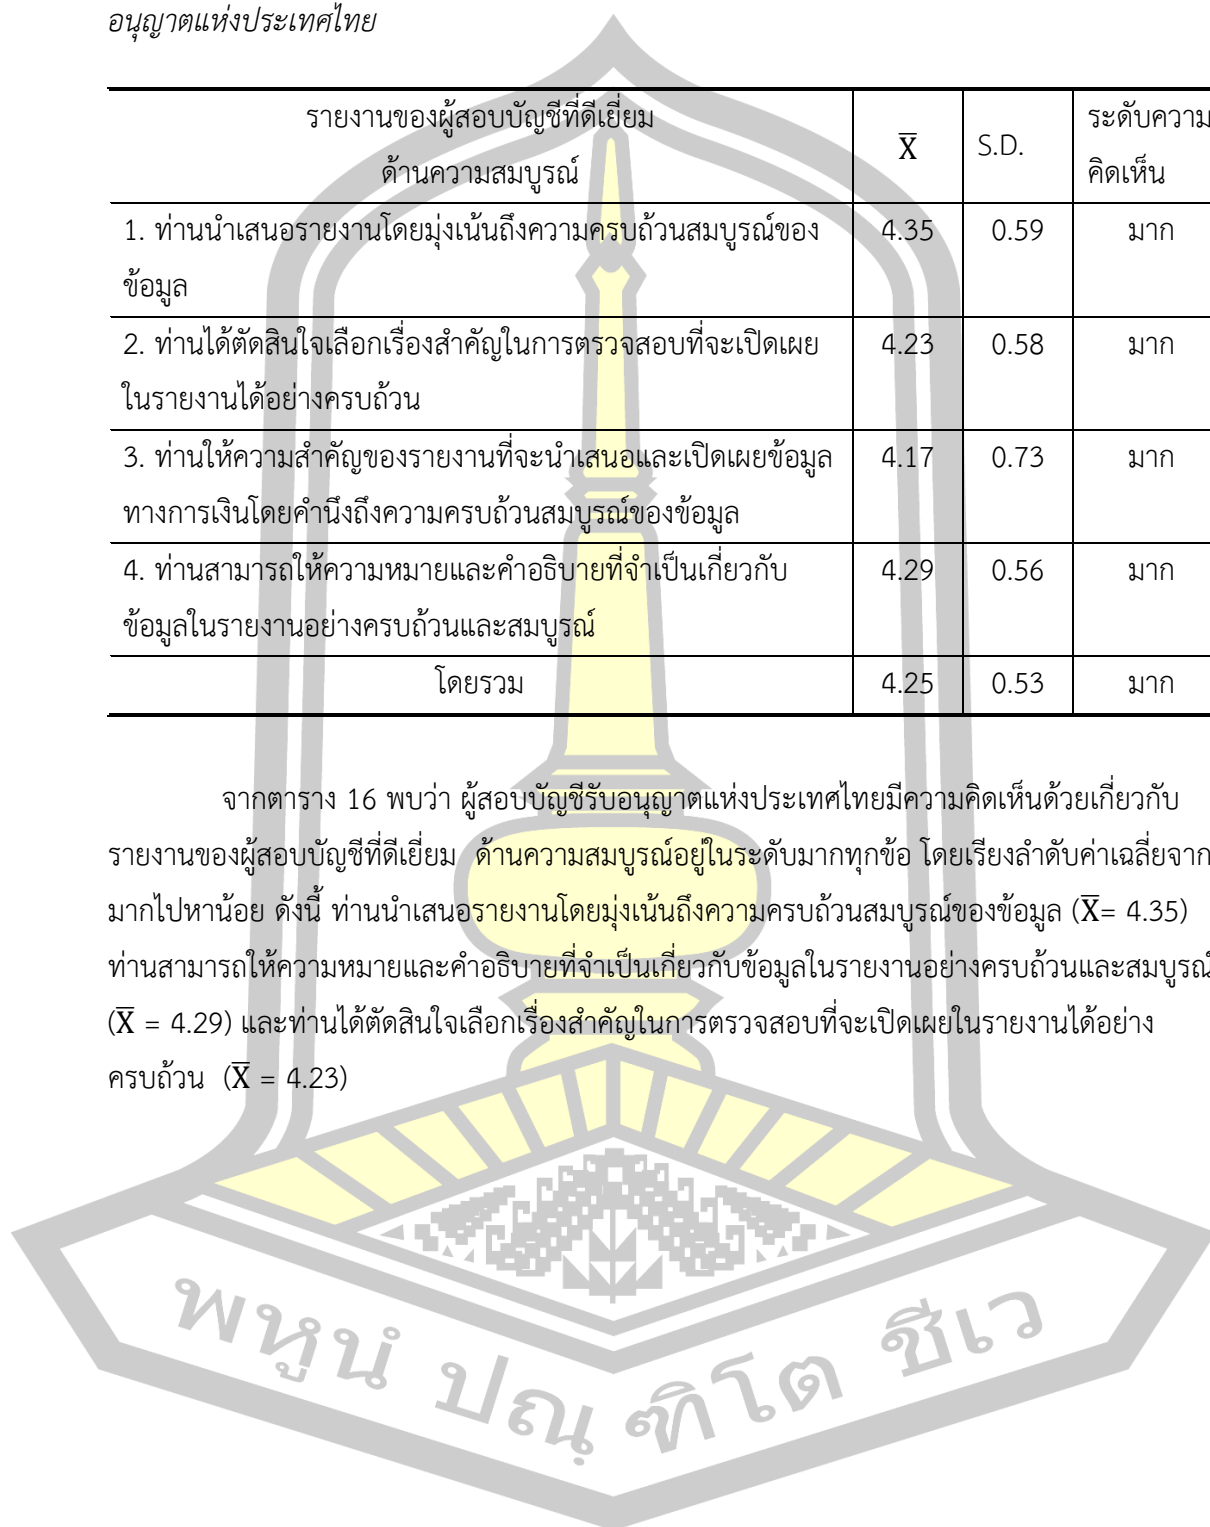 อนุญาตแห่งประเทศไทย
รายงานของผู้สอบบัญชีที่ดีเยี่ยม
ด้านความสมบูรณ์
X̅
S.D.
ระดับความ
คิดเห็น
1. ท่านนำเสนอรายงานโดยมุ่งเน้นถึงความครบถ้วนสมบูรณ์ของ
ข้อมูล
4.35
0.59
มาก
2. ท่านได้ตัดสินใจเลือกเรื่องสำคัญในการตรวจสอบที่จะเปิดเผย
ในรายงานได้อย่างครบถ้วน
4.23
0.58
มาก
3. ท่านให้ความสำคัญของรายงานที่จะนำเสนอและเปิดเผยข้อมูล
ทางการเงินโดยคำนึงถึงความครบถ้วนสมบูรณ์ของข้อมูล
4.17
0.73
มาก
4. ท่านสามารถให้ความหมายและคำอธิบายที่จำเป็นเกี่ยวกับ
ข้อมูลในรายงานอย่างครบถ้วนและสมบูรณ์
4.29
0.56
มาก
โดยรวม
4.25
0.53
มาก
จากตาราง 16 พบว่า ผู้สอบบัญชีรับอนุญาตแห่งประเทศไทยมีความคิดเห็นด้วยเกี่ยวกับ
รายงานของผู้สอบบัญชีที่ดีเยี่ยม ด้านความสมบูรณ์อยู่ในระดับมากทุกข้อ โดยเรียงลำดับค่าเฉลี่ยจาก
มากไปหาน้อย ดังนี้ ท่านนำเสนอรายงานโดยมุ่งเน้นถึงความครบถ้วนสมบูรณ์ของข้อมูล (X̅= 4.35)
ท่านสามารถให้ความหมายและคำอธิบายที่จำเป็นเกี่ยวกับข้อมูลในรายงานอย่างครบถ้วนและสมบูรณ์
(X̅ = 4.29) และท่านได้ตัดสินใจเลือกเรื่องสำคัญในการตรวจสอบที่จะเปิดเผยในรายงานได้อย่าง
ครบถ้วน (X̅ = 4.23)
พหูนํ ปณฺฑิโต ชีเว